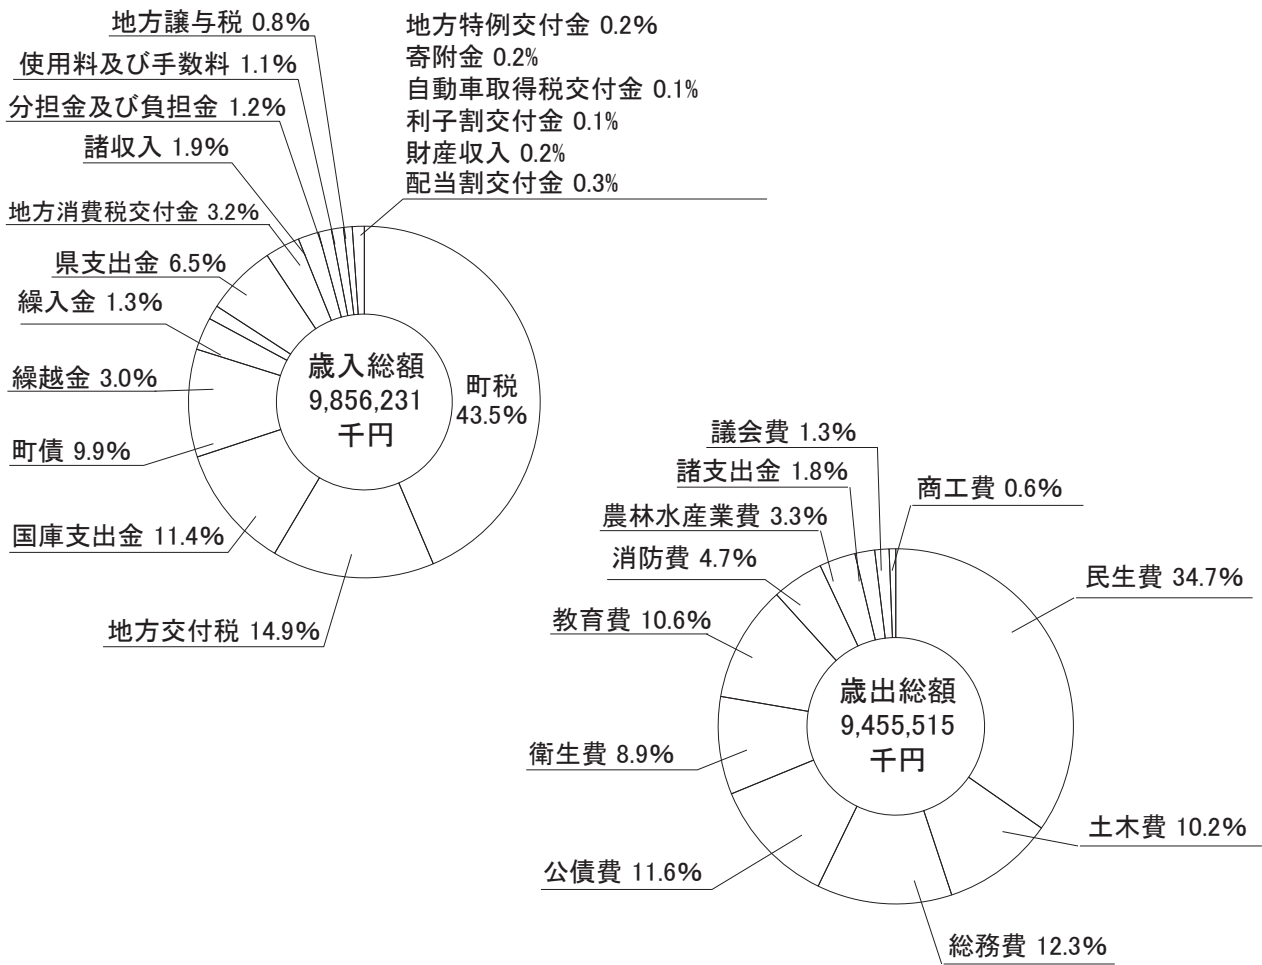 地方譲与税 0.8%
使用料及び手数料 1.1%
分担金及び負担金 1.2%
諸収入 1.9%
地方消費税交付金 3.2%
県支出金 6.5%
繰入金 1.3%
繰越金 3.0%
町債 9.9%
国庫支出金 11.4%
地方交付税 14.9%
地方特例交付金 0.2%
寄附金 0.2%
自動車取得税交付金 0.1%
利子割交付金 0.1%
財産収入 0.2%
配当割交付金 0.3%
歳入総額
9,856,231
千円
町税
43.5%
議会費 1.3%
諸支出金 1.8%
農林水産業費 3.3%
消防費 4.7%
教育費 10.6%
衛生費 8.9%
公債費 11.6%
商工費 0.6%
民生費 34.7%
土木費 10.2%
総務費 12.3%
歳出総額
9,455,515
千円